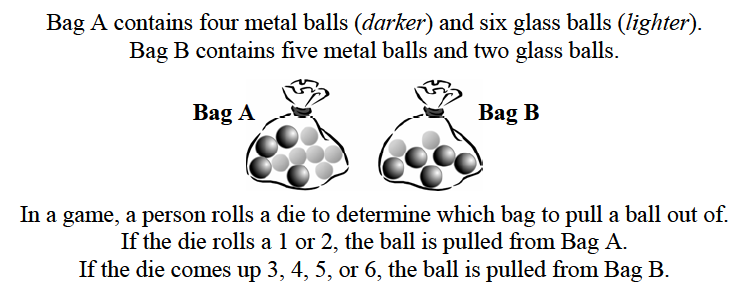 Bag A contains four metal balls (darker) and six glass balls (lighter).
Bag B contains five metal balls and two glass balls.
Bag A
Bag B
In a game, a person rolls a die to determine which bag to pull a ball out of.
If the die rolls a 1 or 2, the ball is pulled from Bag A.
If the die comes up 3, 4, 5, or 6, the ball is pulled from Bag B.